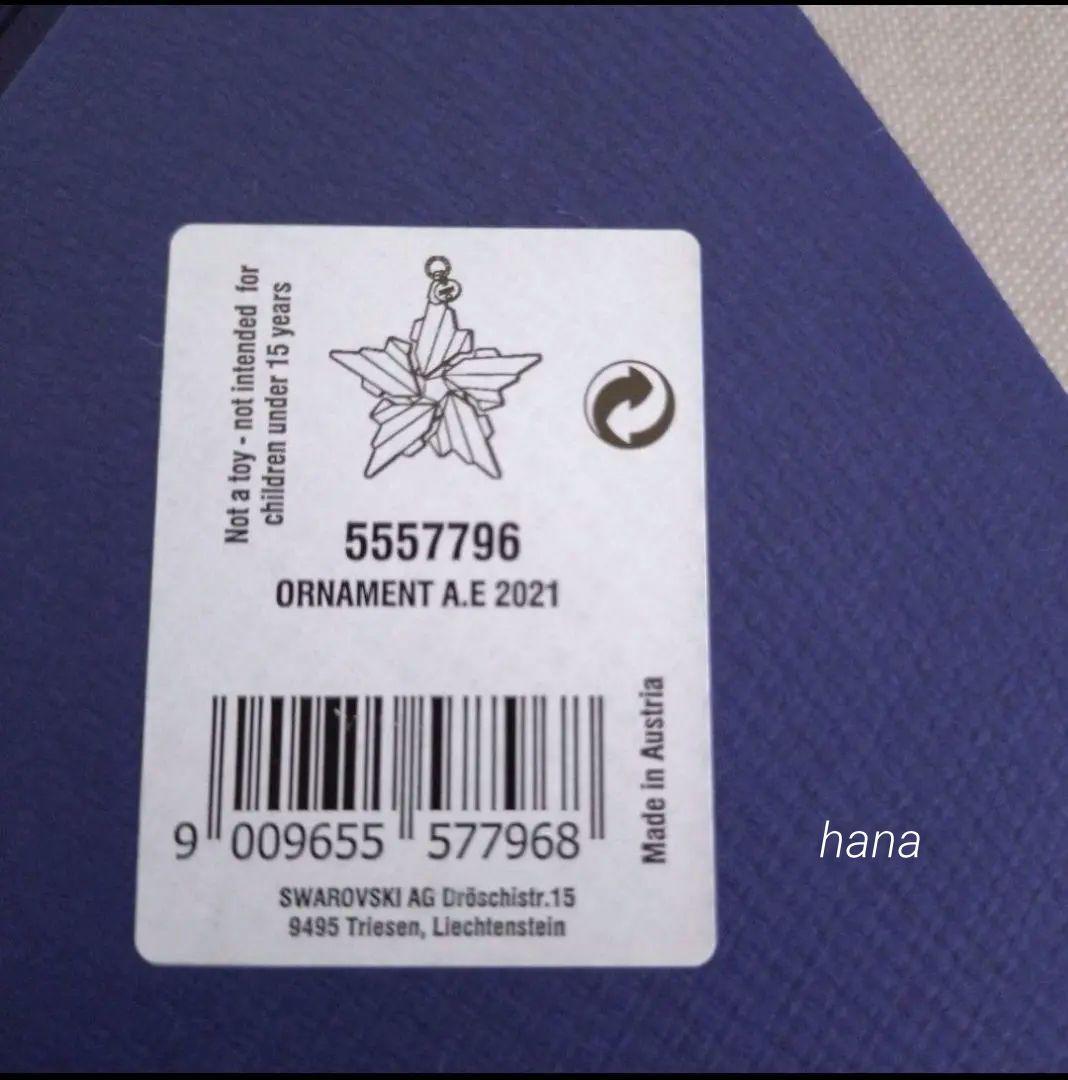 Not a toy - not intended for
children under 15 years
5557796
ORNAMENT A.E 2021
Made in Austria
9 009655 577968
SWAROVSKI AG Dröschistr.15
9495 Triesen, Liechtenstein
hana